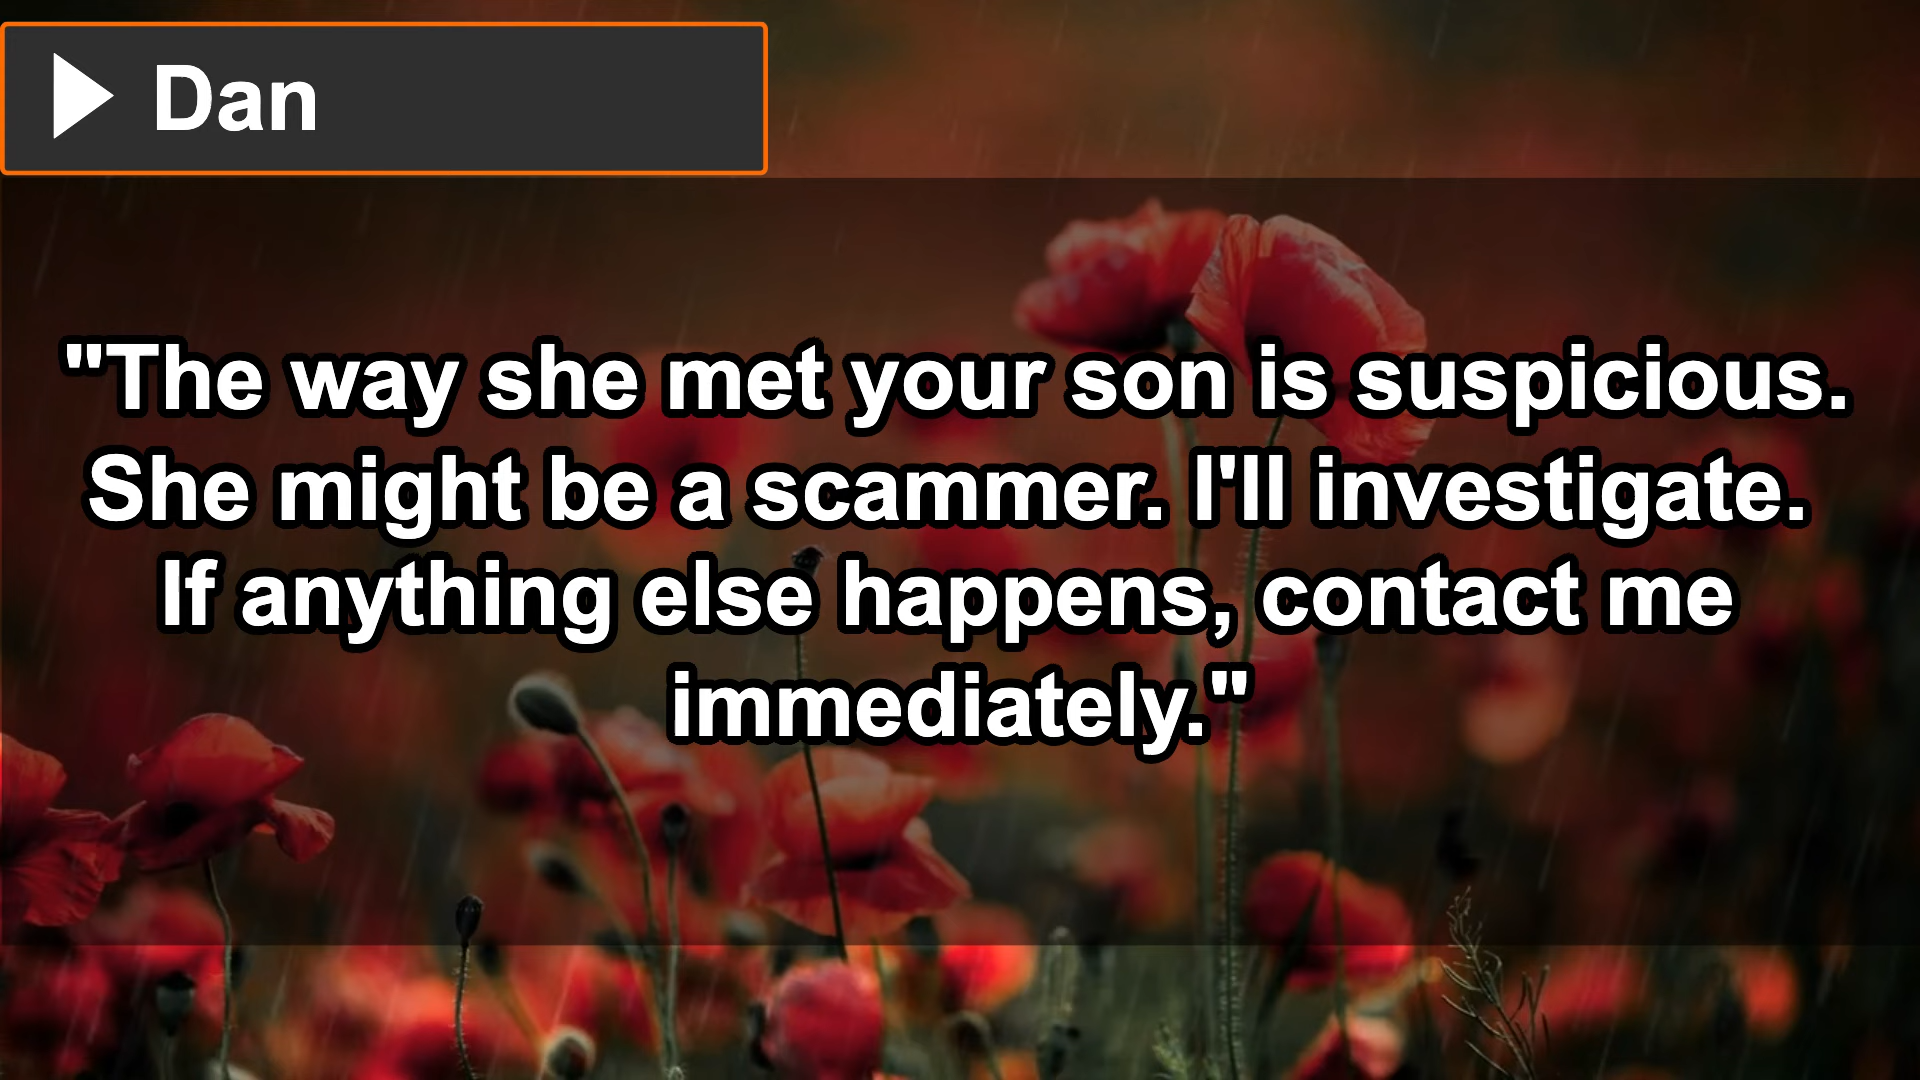 Dan
"The way she met your son is suspicious.
She might be a scammer. I'll investigate.
If anything else happens, contact me
immediately."